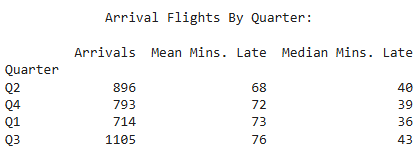 Arrival Flights By Quarter:
Arrivals Mean Mins. Late Median Mins. Late
Quarter
Q2 896 68 40
Q4 793 72 39
Q1 714 73 36
Q3 1105 76 43